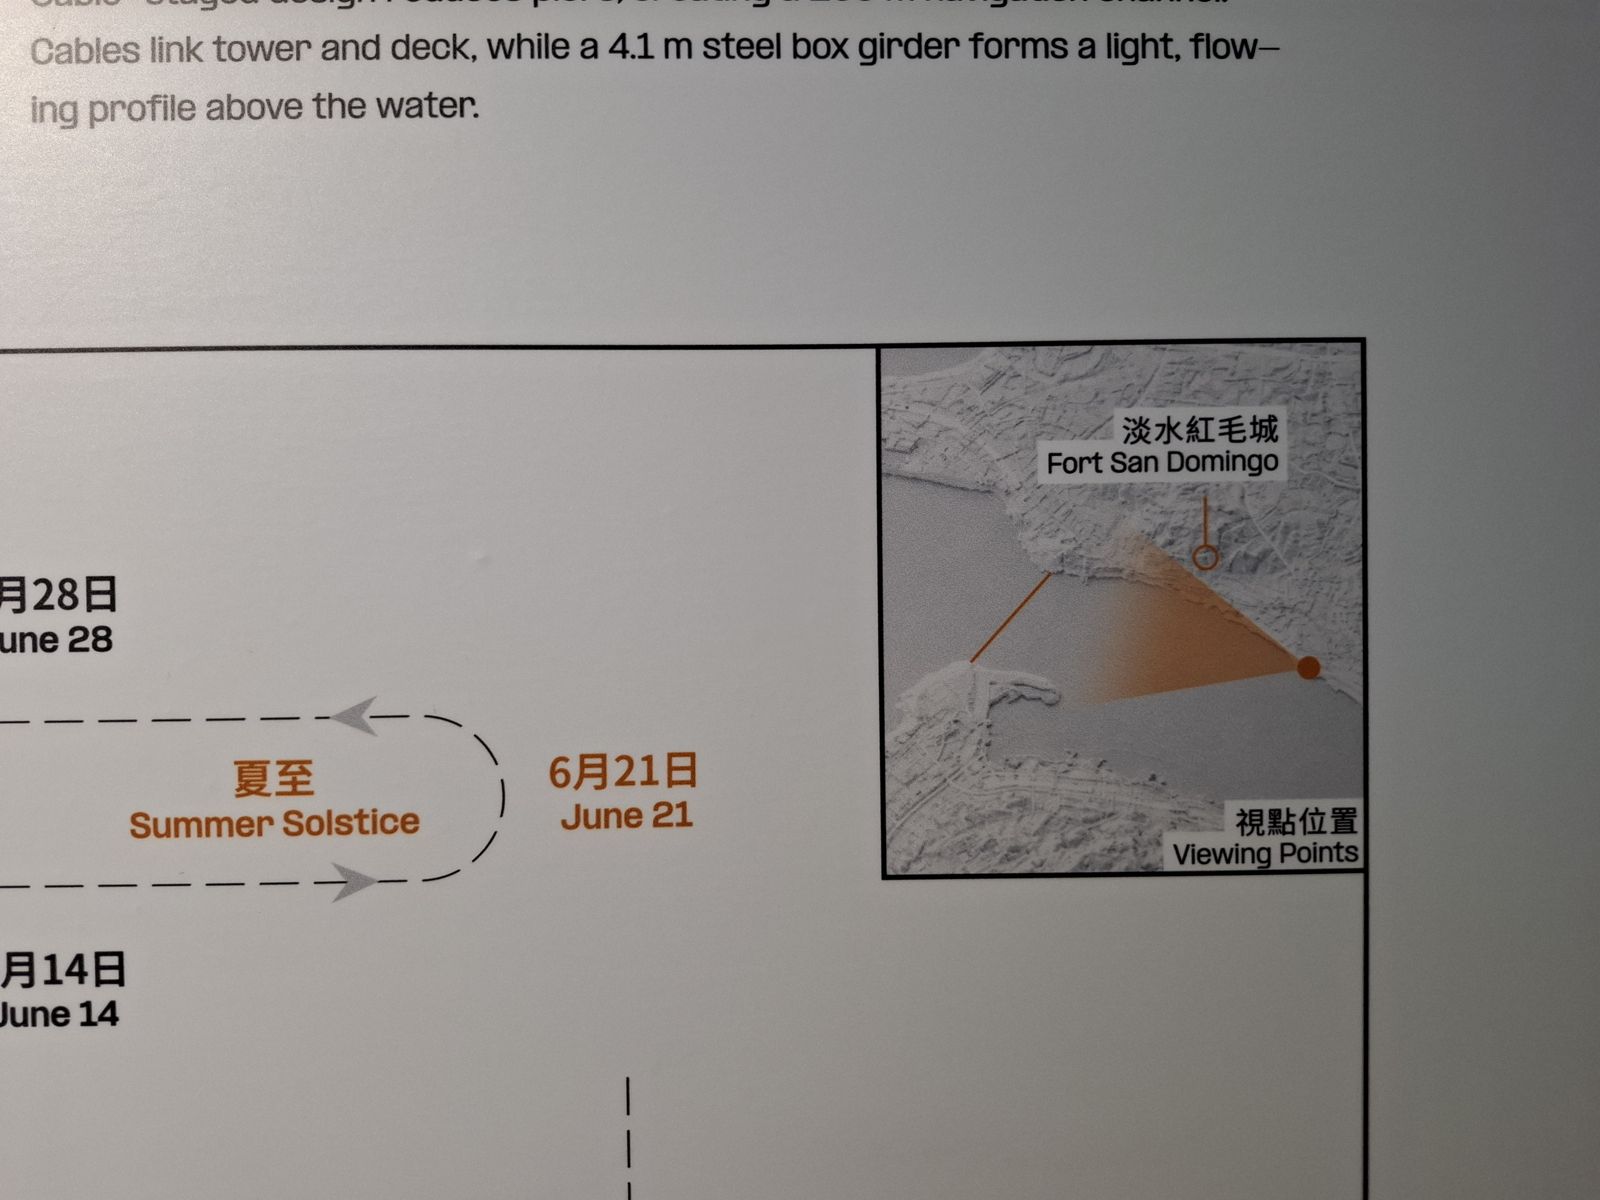 Cables link tower and deck, while a 4.1 m steel box girder forms a light, flow–
ing profile above the water.
淡水紅毛城
Fort San Domingo
月28日
une 28
夏至
Summer Solstice
6月21日
June 21
視點位置
Viewing Points
月14日
June 14